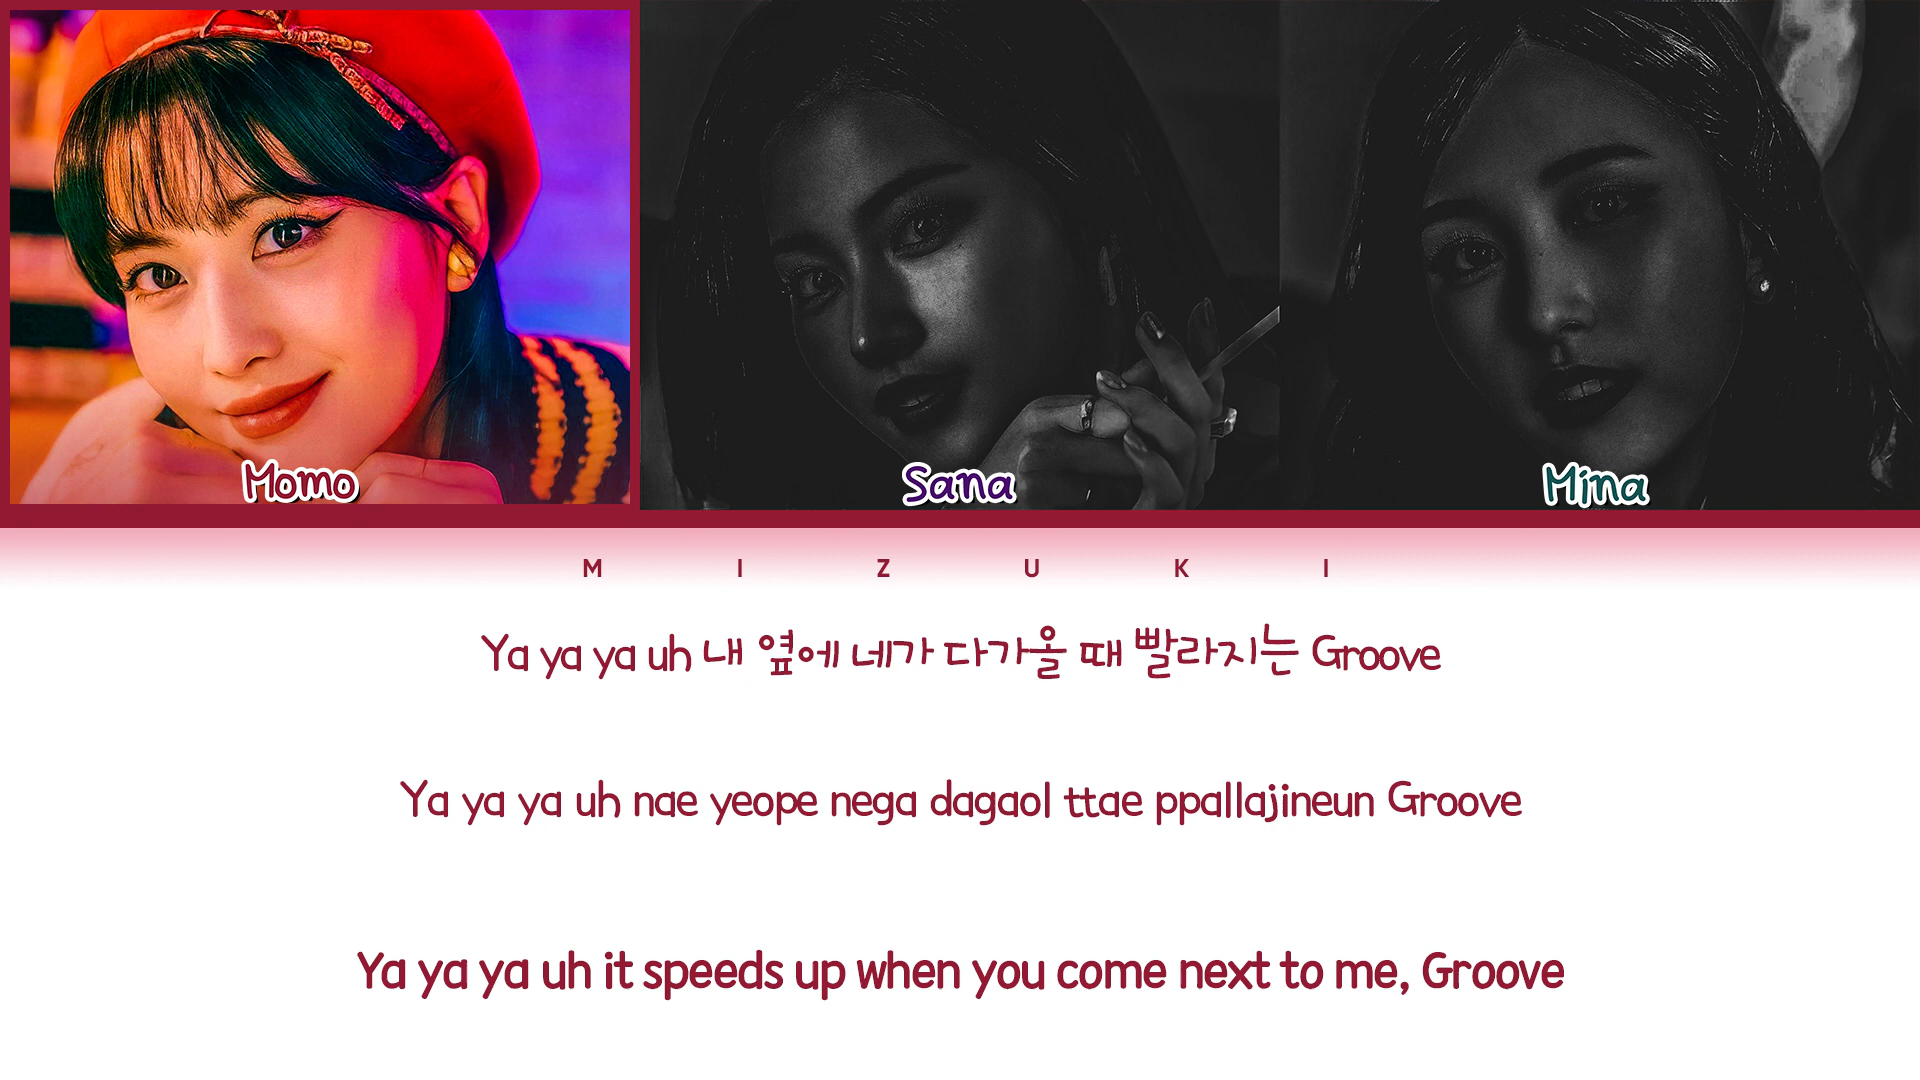 Momo Sana Mina
M I Z U K I
Ya ya ya uh 내 옆에 네가 다가올 때 빨라지는 Groove
Ya ya ya uh nae yeope nega dagaol ttae ppallajineun Groove
Ya ya ya uh it speeds up when you come next to me, Groove